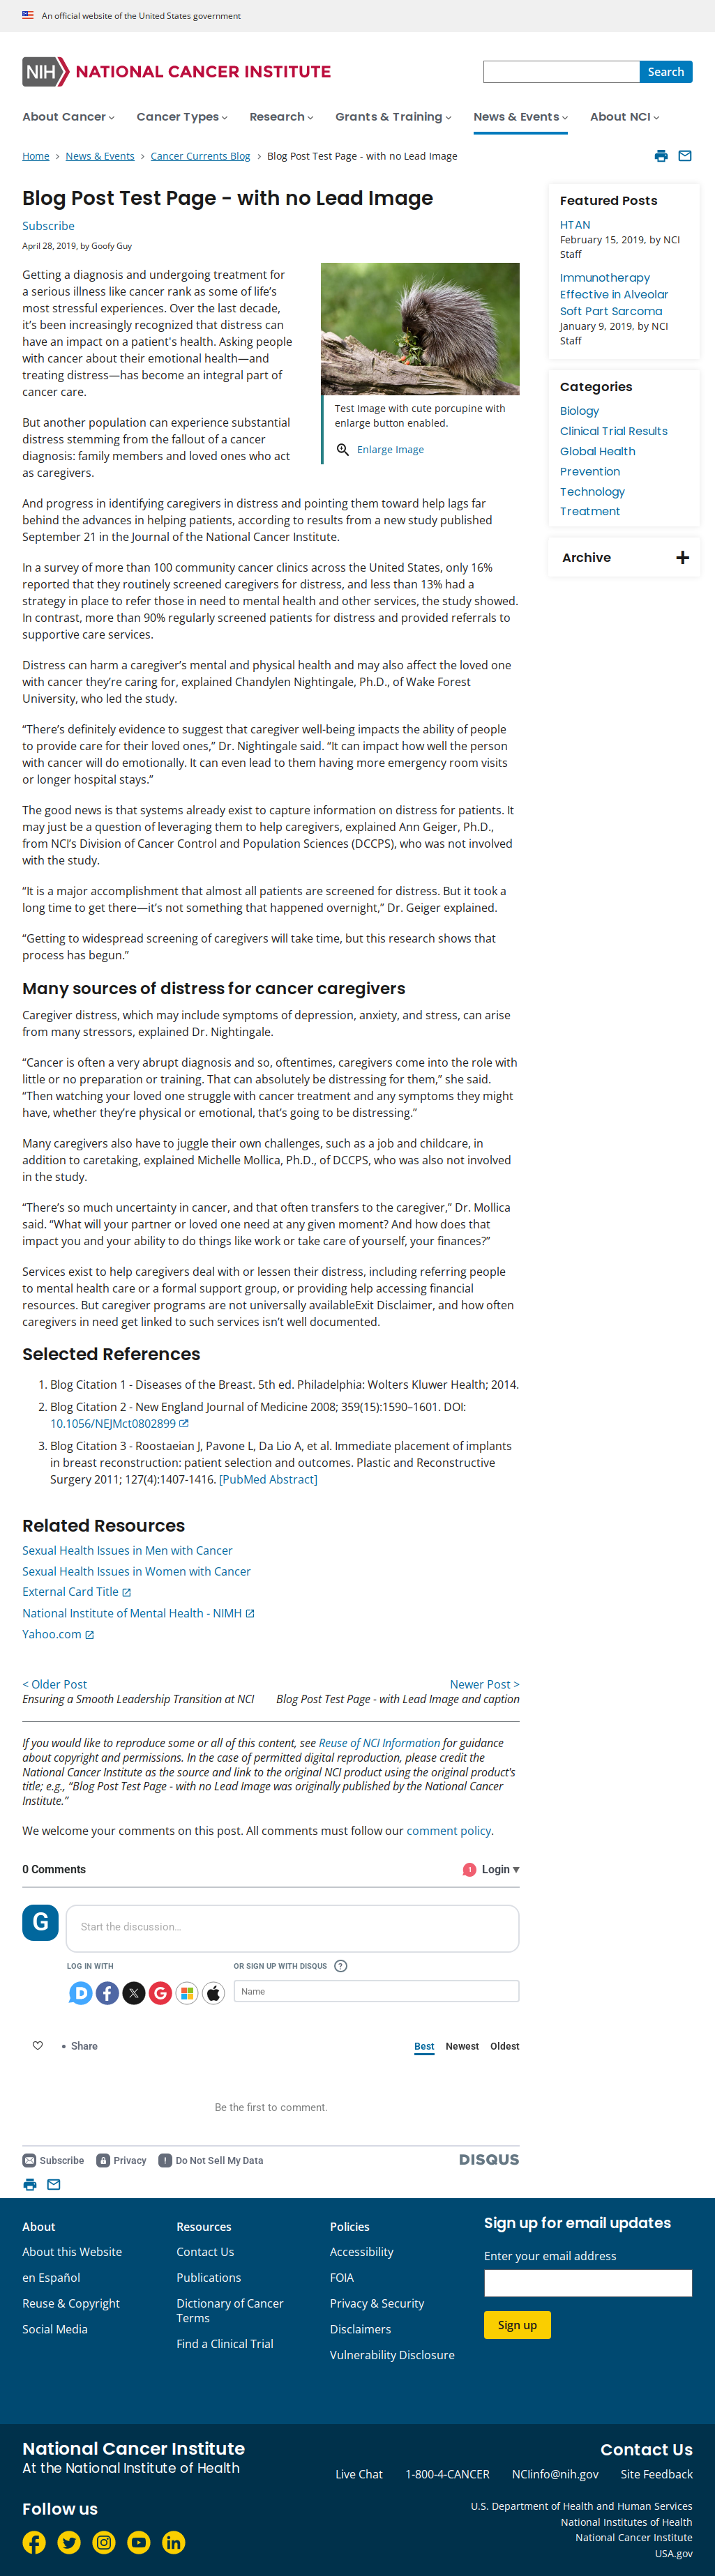 An official website of the United States government
NIH NATIONAL CANCER INSTITUTE
Search
About Cancer
Cancer Types
Research
Grants & Training
News & Events
About NCI
Home
News & Events
Cancer Currents Blog
Blog Post Test Page - with no Lead Image
Blog Post Test Page - with no Lead Image
Subscribe
April 28, 2019, by Goofy Guy
Getting a diagnosis and undergoing treatment for
a serious illness like cancer rank as some of life’s
most stressful experiences. Over the last decade,
it’s been increasingly recognized that distress can
have an impact on a patient's health. Asking people
with cancer about their emotional health—and
treating distress—has become an integral part of
cancer care.
Test Image with cute porcupine with
enlarge button enabled.
Enlarge Image
But another population can experience substantial
distress stemming from the fallout of a cancer
diagnosis: family members and loved ones who act
as caregivers.
And progress in identifying caregivers in distress and pointing them toward help lags far
behind the advances in helping patients, according to results from a new study published
September 21 in the Journal of the National Cancer Institute.
In a survey of more than 100 community cancer clinics across the United States, only 16%
reported that they routinely screened caregivers for distress, and less than 13% had a
strategy in place to refer those in need to mental health and other services, the study showed.
In contrast, more than 90% regularly screened patients for distress and provided referrals to
supportive care services.
Distress can harm a caregiver’s mental and physical health and may also affect the loved one
with cancer they’re caring for, explained Chandylen Nightingale, Ph.D., of Wake Forest
University, who led the study.
“There’s definitely evidence to suggest that caregiver well-being impacts the ability of people
to provide care for their loved ones,” Dr. Nightingale said. “It can impact how well the person
with cancer will do emotionally. It can even lead to them having more emergency room visits
or longer hospital stays.”
The good news is that systems already exist to capture information on distress for patients. It
may just be a question of leveraging them to help caregivers, explained Ann Geiger, Ph.D.,
from NCI’s Division of Cancer Control and Population Sciences (DCCPS), who was not involved
with the study.
“It is a major accomplishment that almost all patients are screened for distress. But it took a
long time to get there—it’s not something that happened overnight,” Dr. Geiger explained.
“Getting to widespread screening of caregivers will take time, but this research shows that
process has begun.”
Many sources of distress for cancer caregivers
Caregiver distress, which may include symptoms of depression, anxiety, and stress, can arise
from many stressors, explained Dr. Nightingale.
“Cancer is often a very abrupt diagnosis and so, oftentimes, caregivers come into the role with
little or no preparation or training. That can absolutely be distressing for them,” she said.
“Then watching your loved one struggle with cancer treatment and any symptoms they might
have, whether they’re physical or emotional, that’s going to be distressing.”
Many caregivers also have to juggle their own challenges, such as a job and childcare, in
addition to caretaking, explained Michelle Mollica, Ph.D., of DCCPS, who was also not involved
in the study.
“There’s so much uncertainty in cancer, and that often transfers to the caregiver,” Dr. Mollica
said. “What will your partner or loved one need at any given moment? And how does that
impact you and your ability to do things like work or take care of yourself, your finances?”
Services exist to help caregivers deal with or lessen their distress, including referring people
to mental health care or a formal support group, or providing help accessing financial
resources. But caregiver programs are not universally availableExit Disclaimer, and how often
caregivers in need get linked to such services isn’t well documented.
Selected References
1. Blog Citation 1 - Diseases of the Breast. 5th ed. Philadelphia: Wolters Kluwer Health; 2014.
2. Blog Citation 2 - New England Journal of Medicine 2008; 359(15):1590–1601. DOI:
10.1056/NEJMct0802899
3. Blog Citation 3 - Roostaeian J, Pavone L, Da Lio A, et al. Immediate placement of implants
in breast reconstruction: patient selection and outcomes. Plastic and Reconstructive
Surgery 2011; 127(4):1407-1416. [PubMed Abstract]
Related Resources
Sexual Health Issues in Men with Cancer
Sexual Health Issues in Women with Cancer
External Card Title
National Institute of Mental Health - NIMH
Yahoo.com
< Older Post
Ensuring a Smooth Leadership Transition at NCI
Newer Post >
Blog Post Test Page - with Lead Image and caption
If you would like to reproduce some or all of this content, see Reuse of NCI Information for guidance
about copyright and permissions. In the case of permitted digital reproduction, please credit the
National Cancer Institute as the source and link to the original NCI product using the original product's
title; e.g., “Blog Post Test Page - with no Lead Image was originally published by the National Cancer
Institute.”
We welcome your comments on this post. All comments must follow our comment policy.
0 Comments
1 Login
G
Start the discussion...
LOG IN WITH
OR SIGN UP WITH DISQUS ?
Name
Share
Best
Newest
Oldest
Be the first to comment.
Subscribe
Privacy
Do Not Sell My Data
DISQUS
Featured Posts
HTAN
February 15, 2019, by NCI
Staff
Immunotherapy
Effective in Alveolar
Soft Part Sarcoma
January 9, 2019, by NCI
Staff
Categories
Biology
Clinical Trial Results
Global Health
Prevention
Technology
Treatment
Archive
About
About this Website
en Español
Reuse & Copyright
Social Media
Resources
Contact Us
Publications
Dictionary of Cancer
Terms
Find a Clinical Trial
Policies
Accessibility
FOIA
Privacy & Security
Disclaimers
Vulnerability Disclosure
Sign up for email updates
Enter your email address
Sign up
National Cancer Institute
At the National Institutes of Health
Contact Us
Live Chat
1-800-4-CANCER
NCIinfo@nih.gov
Site Feedback
Follow us
U.S. Department of Health and Human Services
National Institutes of Health
National Cancer Institute
USA.gov